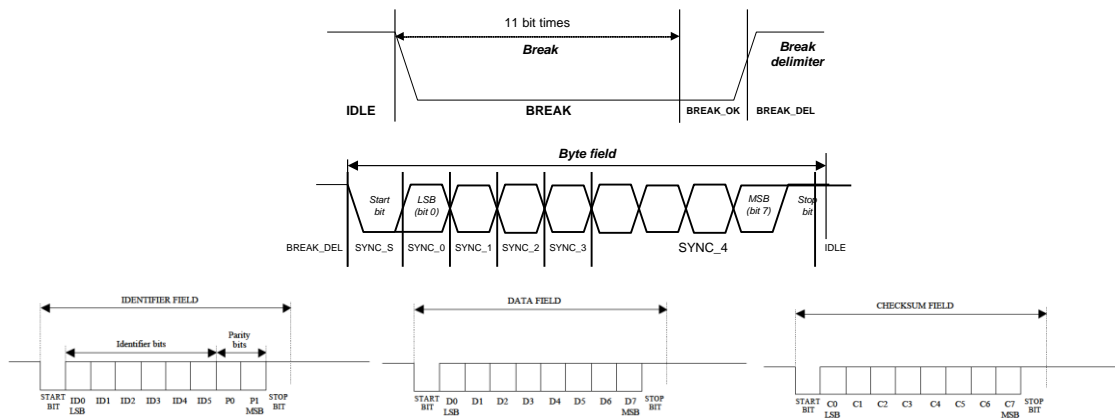 11 bit times
Break
Break
delimiter
IDLE
BREAK
BREAK_OK
BREAK_DEL
Byte field
Start
bit
LSB
(bit 0)
MSB
(bit 7)
Stop
bit
BREAK_DEL
SYNC_S
SYNC_0
SYNC_1
SYNC_2
SYNC_3
SYNC_4
IDLE
IDENTIFIER FIELD
Identifier bits
Parity
bits
START
BIT
ID0
LSB
ID1
ID2
ID3
ID4
ID5
P0
P1
MSB
STOP
BIT
DATA FIELD
START
BIT
D0
LSB
D1
D2
D3
D4
D5
D6
D7
MSB
STOP
BIT
CHECKSUM FIELD
START
BIT
C0
LSB
C1
C2
C3
C4
C5
C6
C7
MSB
STOP
BIT